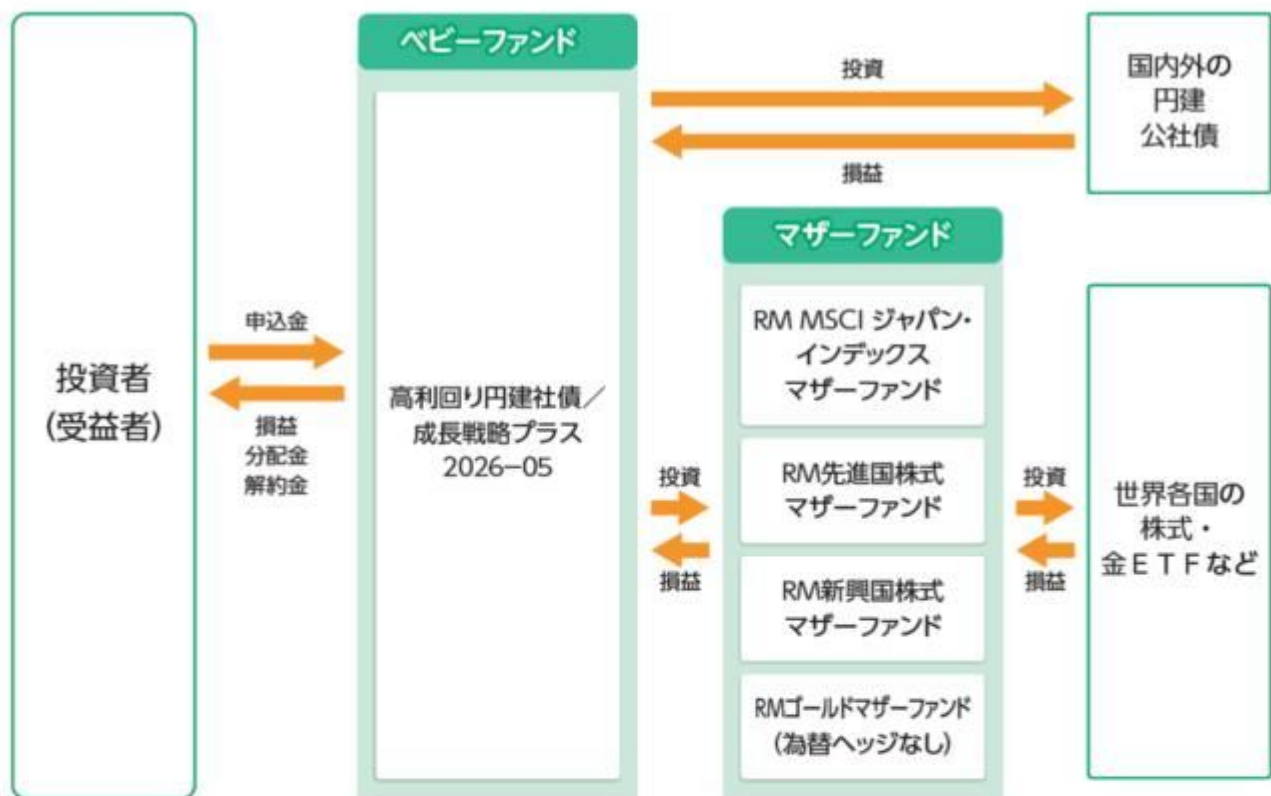 投資者
(受益者)
申込金
損益
分配金
解約金
ベビーファンド
高利回り円建社債／
成長戦略プラス
2026－05
投資
損益
国内外の
円建
公社債
投資
損益
マザーファンド
RM MSCI ジャパン・
インデックス
マザーファンド
RM先進国株式
マザーファンド
RM新興国株式
マザーファンド
RMゴールドマザーファンド
(為替ヘッジなし)
投資
損益
世界各国の
株式・
金ＥＴＦなど